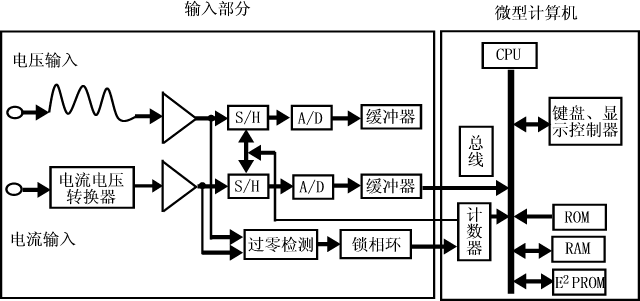 输入部分
微型计算机
电压输入
S/H
A/D
缓冲器
CPU
键盘、显
示控制器
总
线
电流电压
转换器
S/H
A/D
缓冲器
计
数
器
ROM
RAM
E² PROM
电流输入
过零检测
锁相环